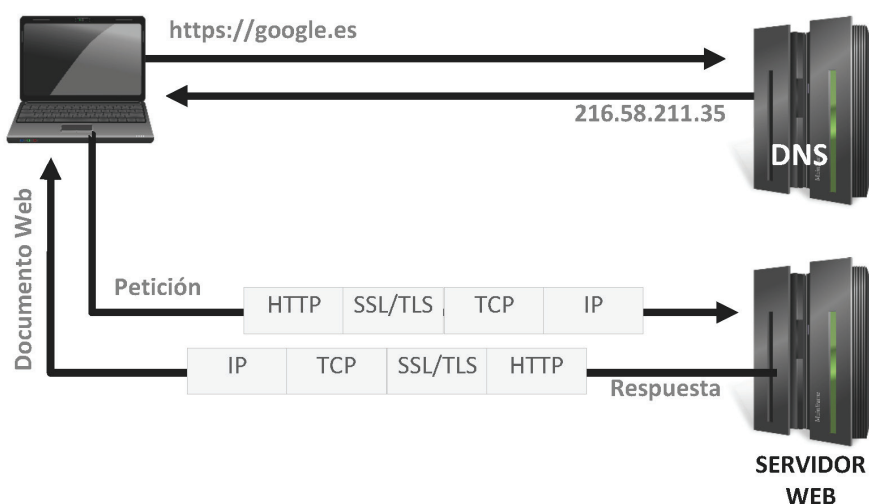 https://google.es
216.58.211.35
DNS
Documento Web
Petición
HTTP SSL/TLS TCP IP
IP TCP SSL/TLS HTTP
Respuesta
SERVIDOR
WEB